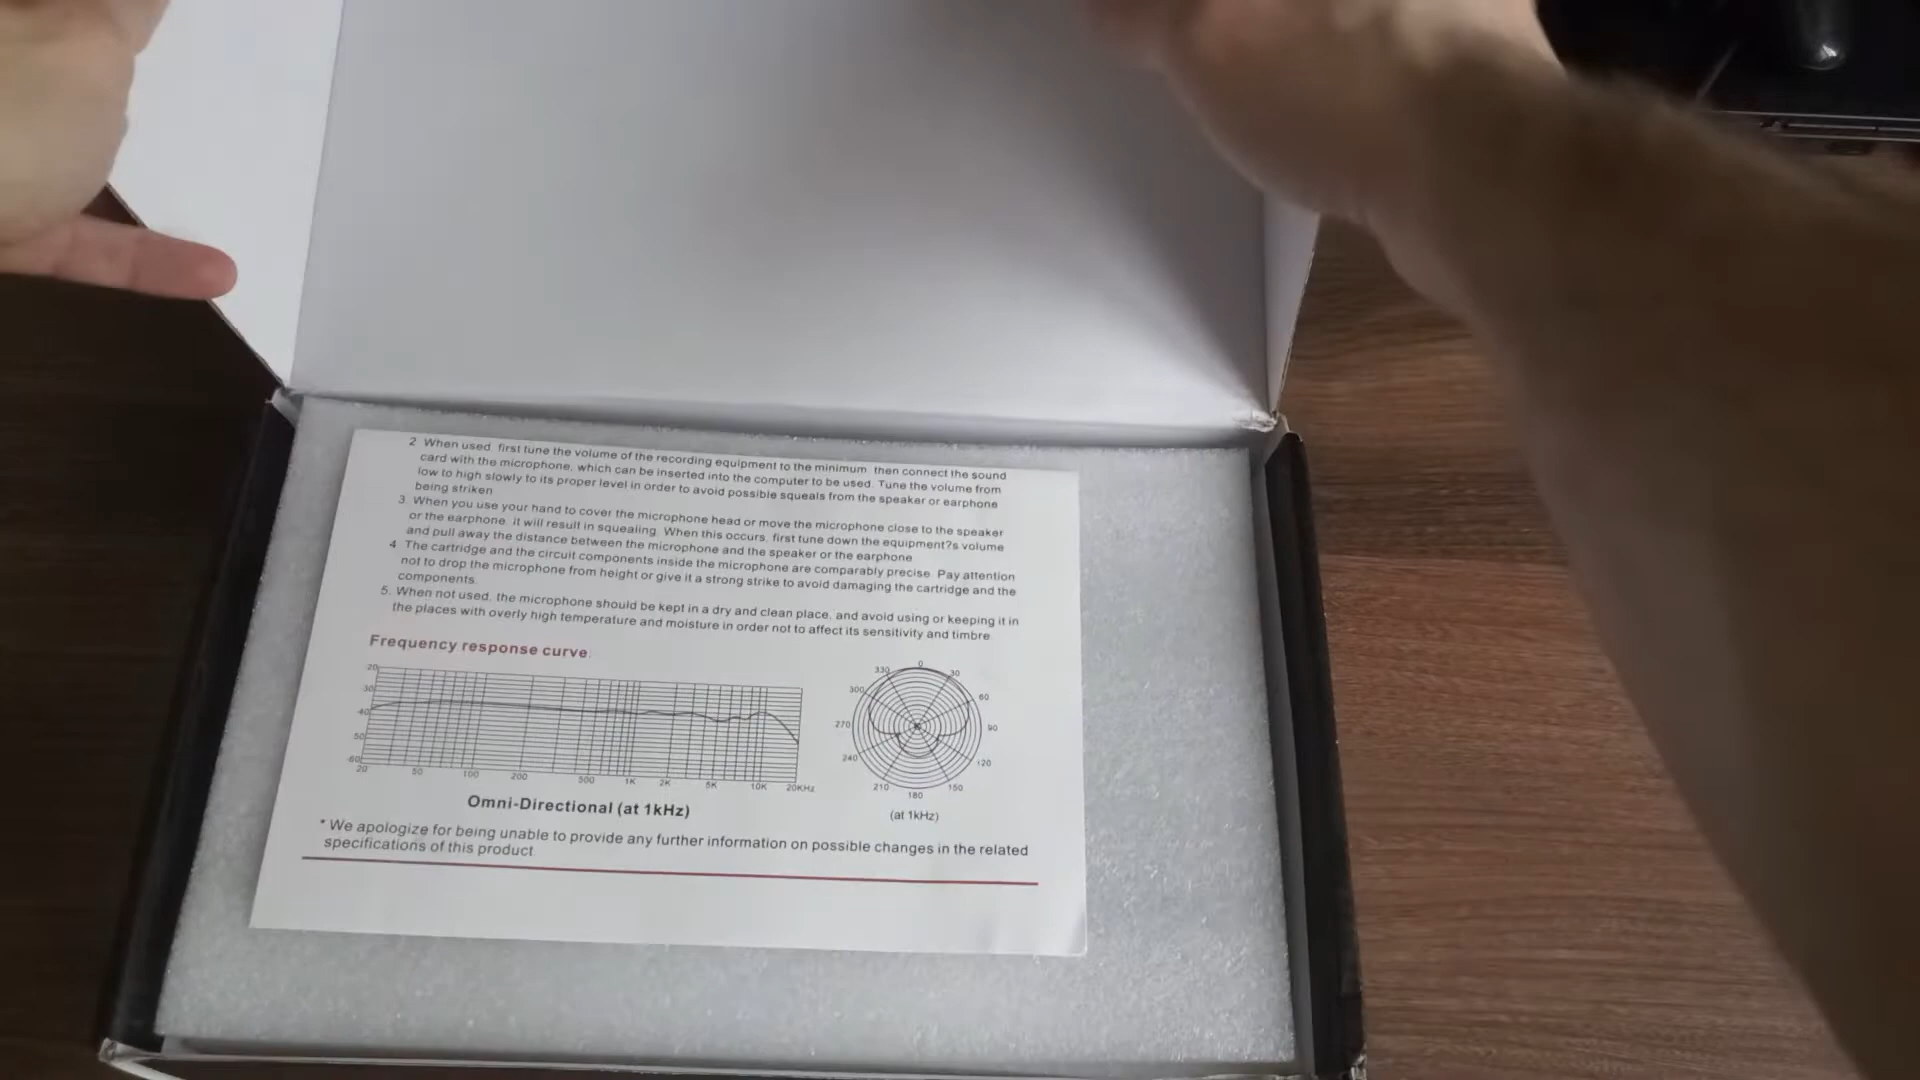 2 When used, first tune the volume of the recording equipment to the minimum then connect the sound
card with the microphone, which can be inserted into the computer to be used. Tune the volume from
low to high slowly to its proper level in order to avoid possible squeals from the speaker or earphone
being striken
3. When you use your hand to cover the microphone head or move the microphone close to the speaker
or the earphone, it will result in squealing. When this occurs, first tune down the equipment?s volume
and pull away the distance between the microphone and the speaker or the earphone
4 The cartridge and the circuit components inside the microphone are comparably precise. Pay attention
not to drop the microphone from height or give it a strong strike to avoid damaging the cartridge and the
components.
5. When not used, the microphone should be kept in a dry and clean place, and avoid using or keeping it in
the places with overly high temperature and moisture in order not to affect its sensitivity and timbre.
Frequency response curve:
20
-30
-40
50
-60
20 50 100 200 500 1K 2K 5K 10K 20KHz
0
330 30
300 60
270 90
240 120
210 150
180
Omni-Directional (at 1kHz)
(at 1kHz)
* We apologize for being unable to provide any further information on possible changes in the related
specifications of this product.